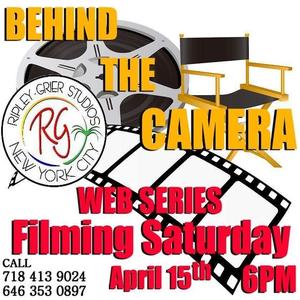 BEHIND
THE
CAMERA
RIPLEY-GRIER STUDIOS
RG
NEW YORK CITY
WEB SERIES
Filming Saturday
April 15th 6PM
CALL
718 413 9024
646 353 0897